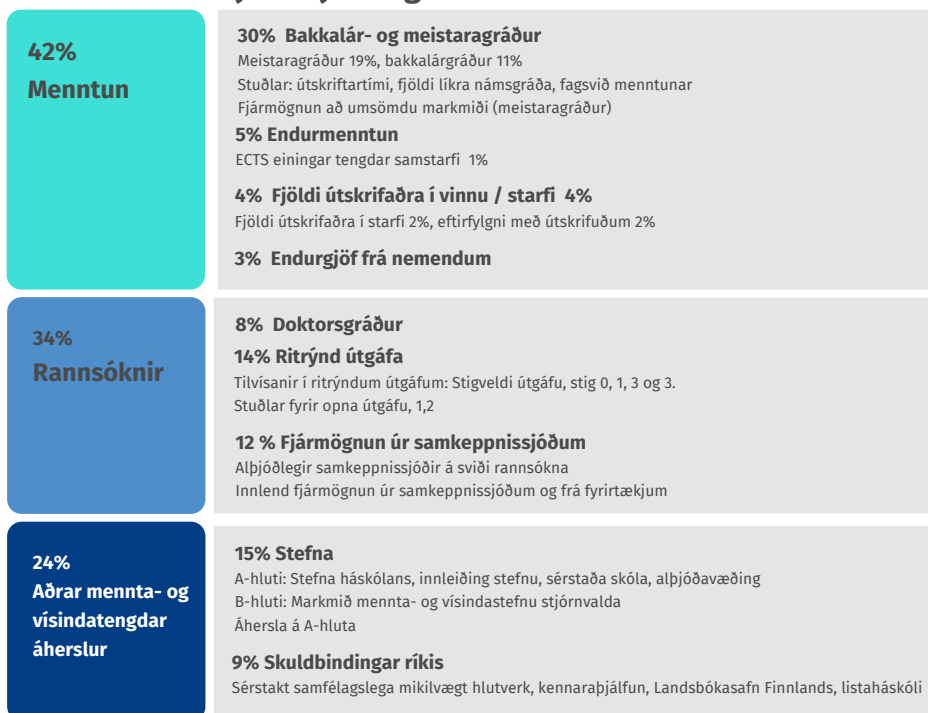 42%
Menntun
30% Bakkalár- og meistaragráður
Meistaragráður 19%, bakkalárgráður 11%
Stuðlar: útskriftartími, fjöldi líkra námsgráða, fagsvið menntunar
Fjármögnun að umsömdu markmiði (meistaragráður)
5% Endurmenntun
ECTS einingar tengdar samstarfi 1%
4% Fjöldi útskrifaðra í vinnu / starfi 4%
Fjöldi útskrifaðra í starfi 2%, eftirfylgni með útskrifuðum 2%
3% Endurgjöf frá nemendum
34%
Rannsóknir
8% Doktorsgráður
14% Ritrýnd útgáfa
Tilvísanir í ritrýndum útgáfum: Stigveldi útgáfu, stig 0, 1, 3 og 3.
Stuðlar fyrir opna útgáfu, 1,2
12 % Fjármögnun úr samkeppnissjóðum
Alþjóðlegir samkeppnissjóðir á sviði rannsókna
Innlend fjármögnun úr samkeppnissjóðum og frá fyrirtækjum
24%
Aðrar mennta- og
vísindatengdar
áherslur
15% Stefna
A-hluti: Stefna háskólans, innleiðing stefnu, sérstaða skóla, alþjóðavæðing
B-hluti: Markmið mennta- og vísindastefnu stjórnvalda
Áhersla á A-hluta
9% Skuldbindingar ríkis
Sérstakt samfélagslega mikilvægt hlutverk, kennaraþjálfun, Landsbókasafn Finnlands, listaháskóli